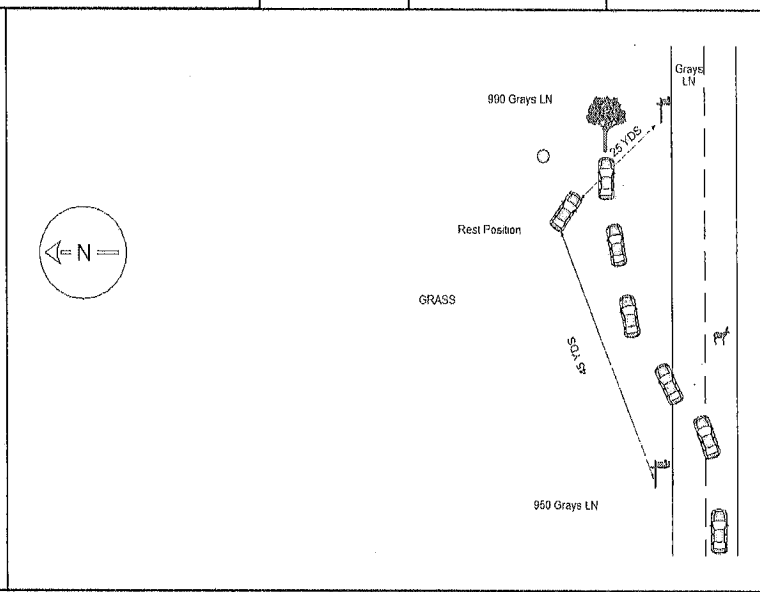 Grays
LN
990 Grays LN
25 YDS
Rest Position
N
GRASS
45 YDS
950 Grays LN